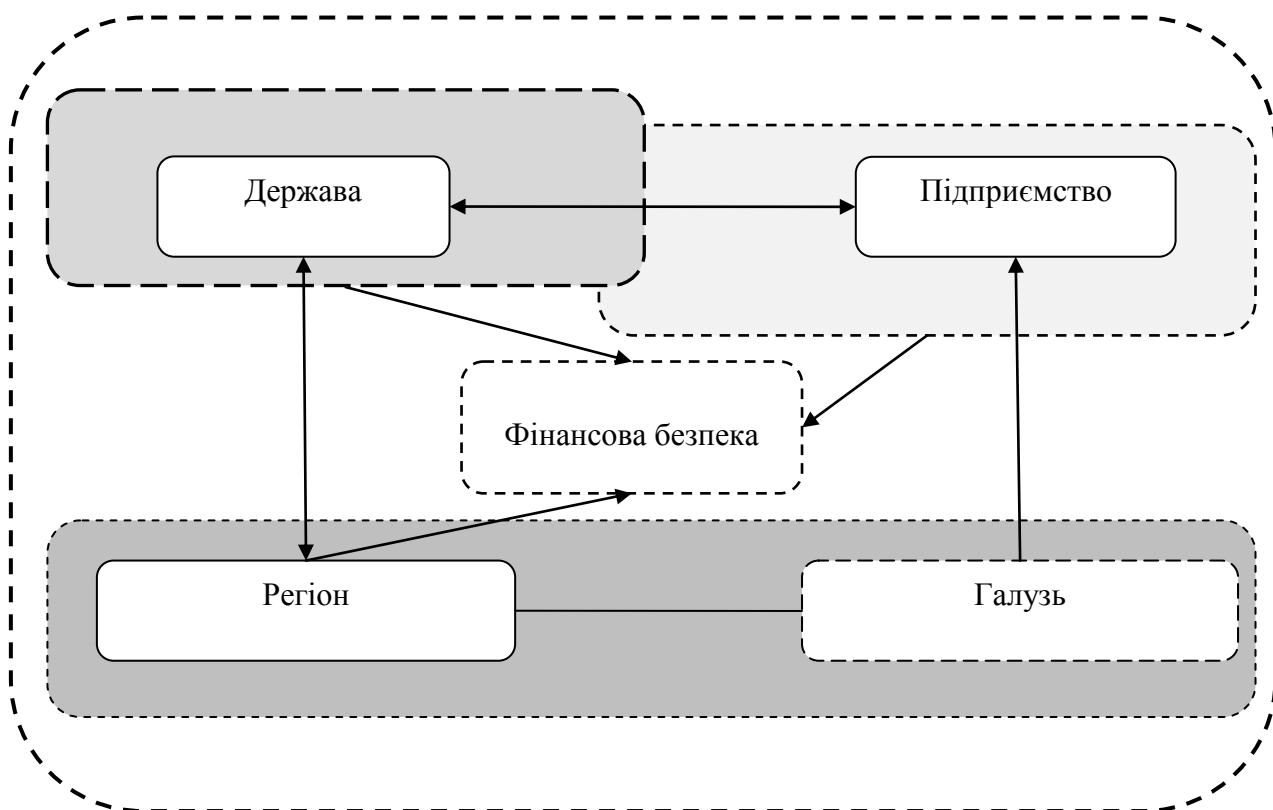 Держава
Підприємство
Фінансова безпека
Регіон
Галузь